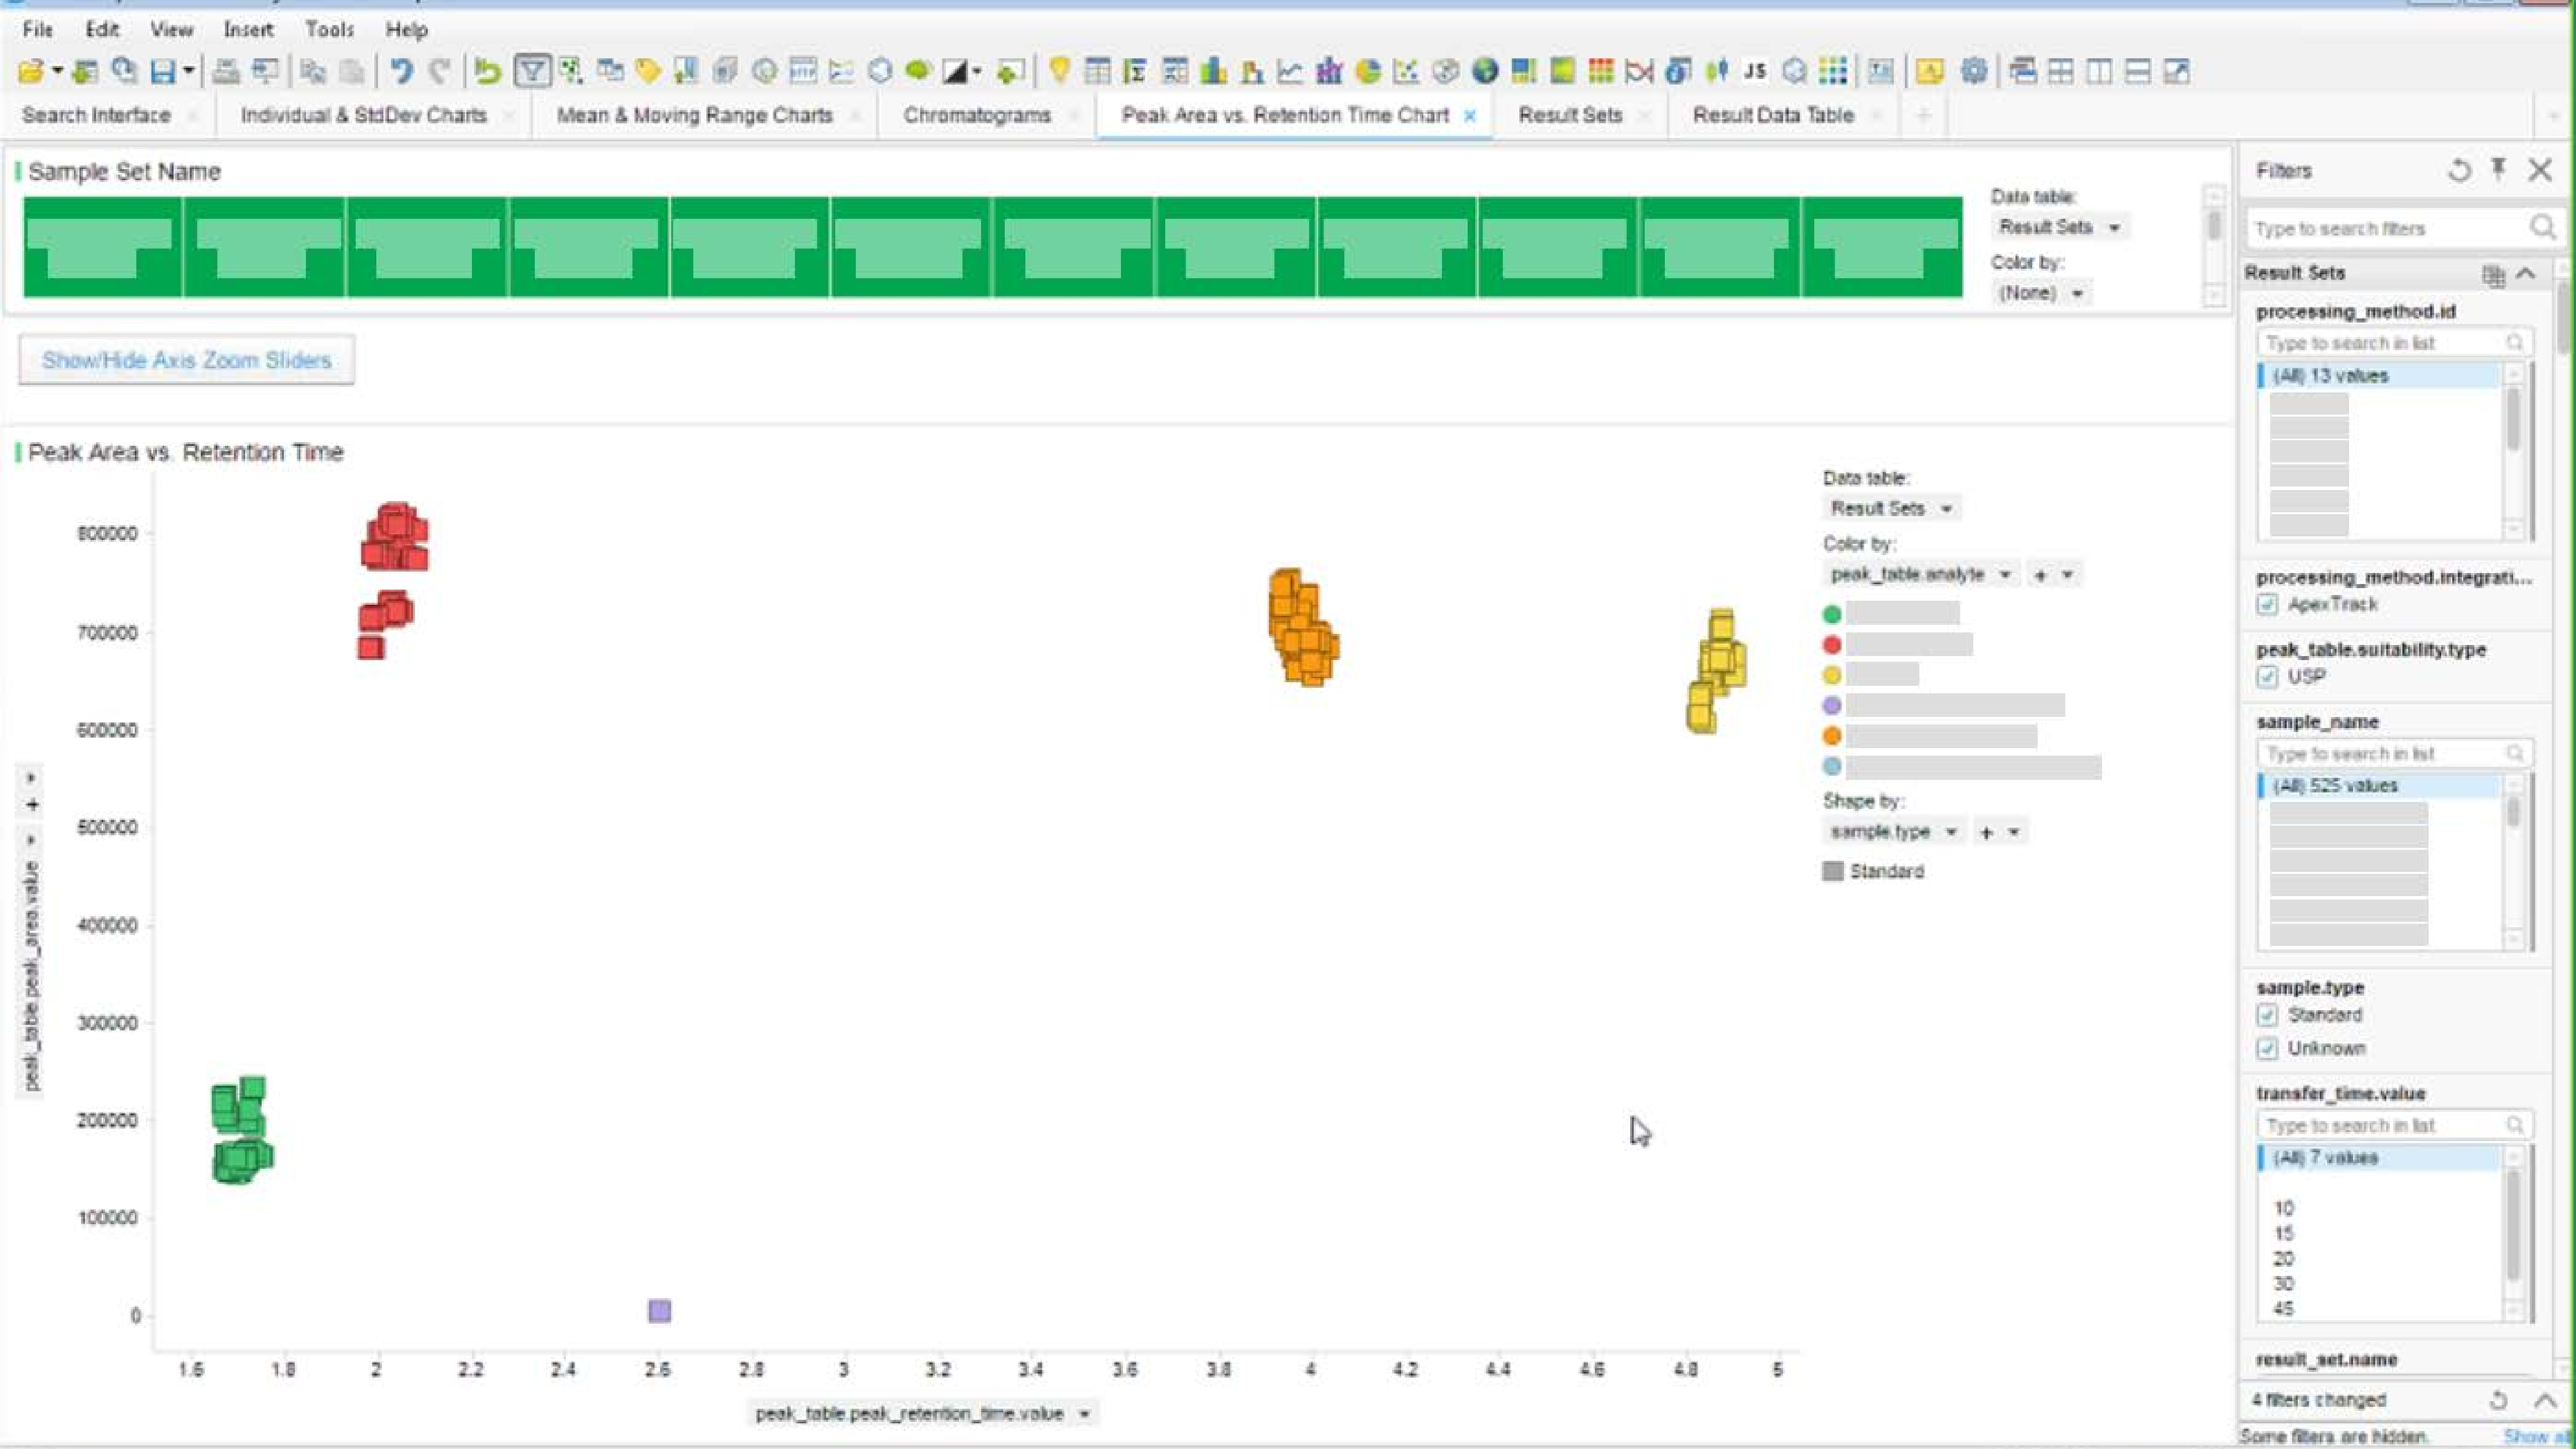 File Edit View Insert Tools Help
JS
Search Interface Individual & StdDev Charts Mean & Moving Range Charts Chromatograms Peak Area vs. Retention Time Chart Result Sets Result Data Table
Sample Set Name
Data table:
Result Sets
Color by:
(None)
Show/Hide Axis Zoom Sliders
Peak Area vs. Retention Time
800000
700000
600000
500000
400000
300000
200000
100000
0
peak_table.peak_area.value
1.6 1.8 2 2.2 2.4 2.6 2.8 3 3.2 3.4 3.6 3.8 4 4.2 4.4 4.6 4.8 5
peak_table.peak_retention_time.value
Data table:
Result Sets
Color by:
peak_table.analyte
Shape by:
sample.type
Standard
Filters
Type to search filters
Result Sets
processing_method.id
Type to search in list
(All) 13 values
processing_method.integrati...
ApexTrack
peak_table.suitability.type
USP
sample_name
Type to search in list
(All) 525 values
sample.type
Standard
Unknown
transfer_time.value
Type to search in list
(All) 7 values
10
15
20
30
45
result_set.name
4 filters changed
Some filters are hidden. Show